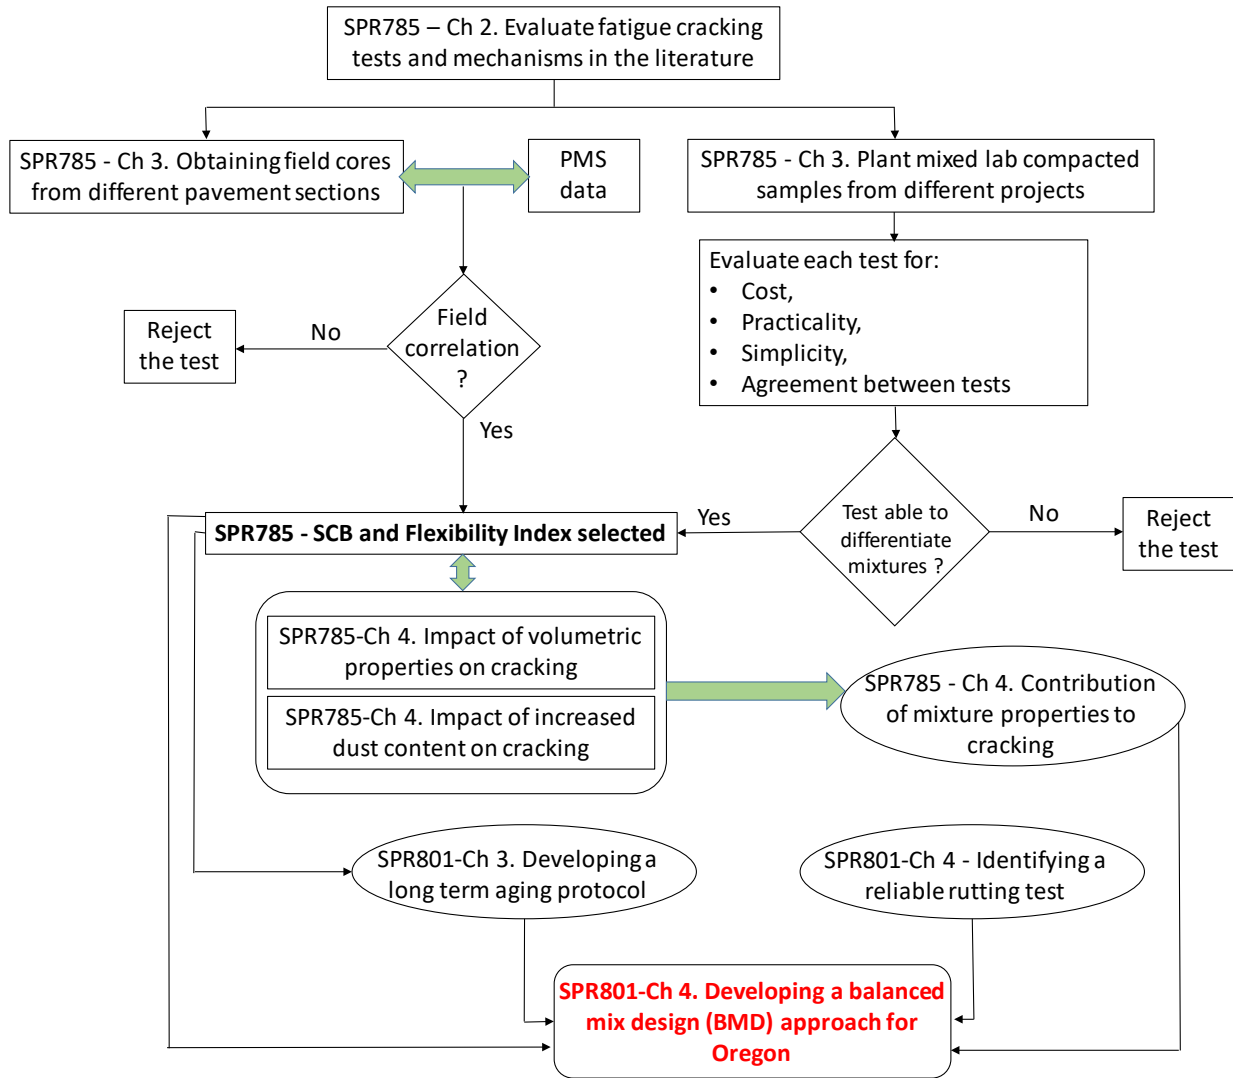 SPR785 – Ch 2. Evaluate fatigue cracking
tests and mechanisms in the literature
SPR785 - Ch 3. Obtaining field cores
from different pavement sections
PMS
data
SPR785 - Ch 3. Plant mixed lab compacted
samples from different projects
Evaluate each test for:
• Cost,
• Practicality,
• Simplicity,
• Agreement between tests
Reject
the test
No
Field
correlation
?
Yes
SPR785 - SCB and Flexibility Index selected
Yes
Test able to
differentiate
mixtures ?
No
Reject
the test
SPR785-Ch 4. Impact of volumetric
properties on cracking
SPR785-Ch 4. Impact of increased
dust content on cracking
SPR785 - Ch 4. Contribution
of mixture properties to
cracking
SPR801-Ch 3. Developing a
long term aging protocol
SPR801-Ch 4 - Identifying a
reliable rutting test
SPR801-Ch 4. Developing a balanced
mix design (BMD) approach for
Oregon